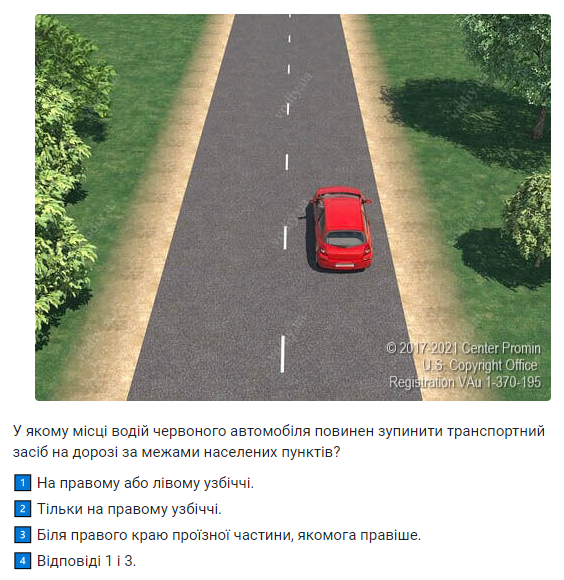 © 2017-2021 Center Promin
U.S. Copyright Office
Registration VAu 1-370-195
У якому місці водій червоного автомобіля повинен зупинити транспортний
засіб на дорозі за межами населених пунктів?
1 На правому або лівому узбіччі.
2 Тільки на правому узбіччі.
3 Біля правого краю проїзної частини, якомога правіше.
4 Відповіді 1 і 3.